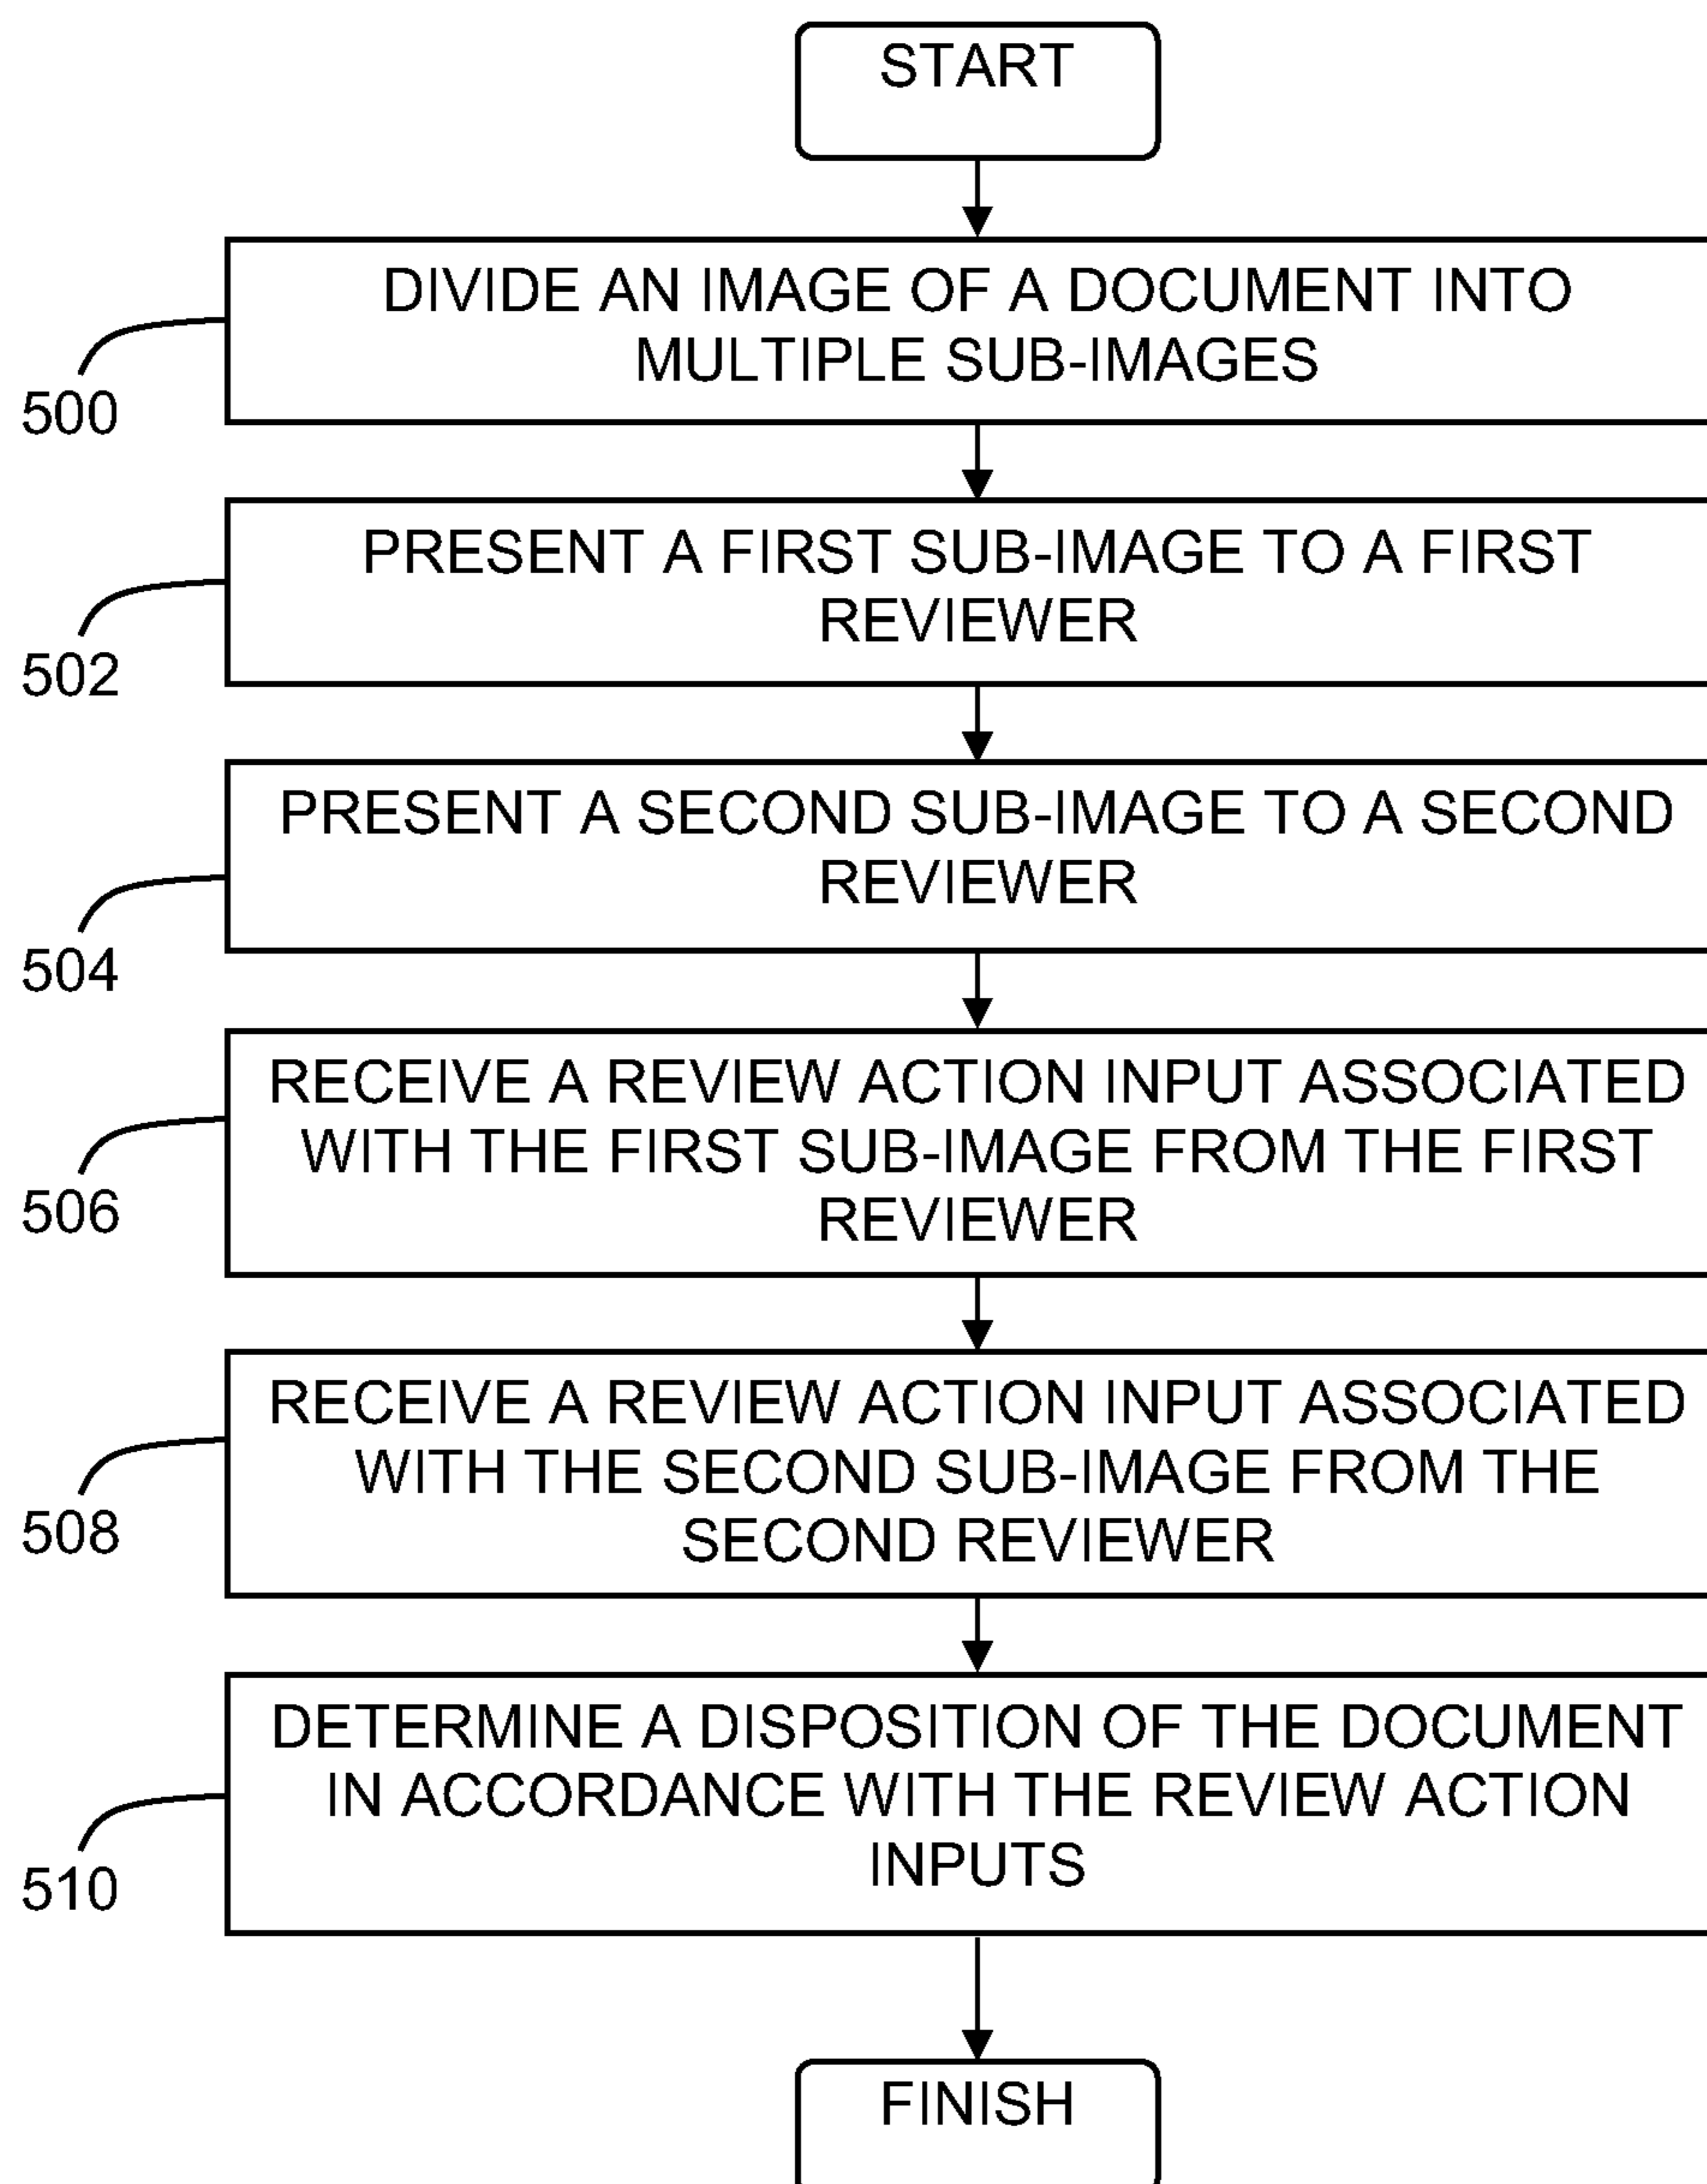 START
DIVIDE AN IMAGE OF A DOCUMENT INTO
MULTIPLE SUB-IMAGES
500
PRESENT A FIRST SUB-IMAGE TO A FIRST
REVIEWER
502
PRESENT A SECOND SUB-IMAGE TO A SECOND
REVIEWER
504
RECEIVE A REVIEW ACTION INPUT ASSOCIATED
WITH THE FIRST SUB-IMAGE FROM THE FIRST
REVIEWER
506
RECEIVE A REVIEW ACTION INPUT ASSOCIATED
WITH THE SECOND SUB-IMAGE FROM THE
SECOND REVIEWER
508
DETERMINE A DISPOSITION OF THE DOCUMENT
IN ACCORDANCE WITH THE REVIEW ACTION
INPUTS
510
FINISH